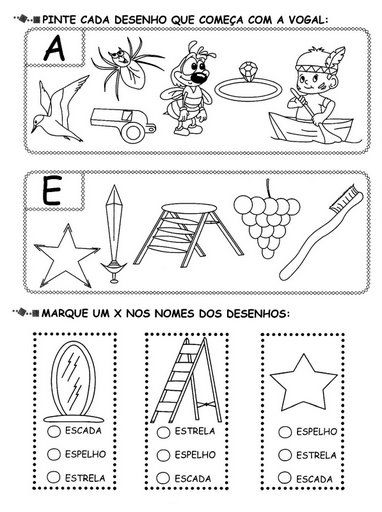 PINTE CADA DESENHO QUE COMEÇA COM A VOGAL:
A
E
MARQUE UM X NOS NOMES DOS DESENHOS:
ESCADA
ESPELHO
ESTRELA
ESTRELA
ESPELHO
ESCADA
ESPELHO
ESTRELA
ESCADA